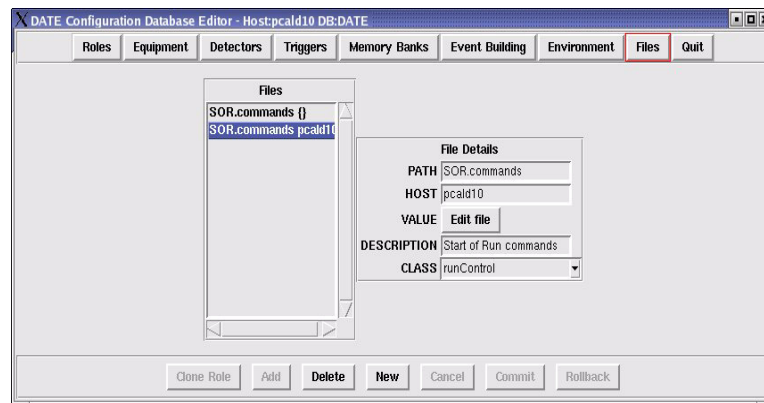 X DATE Configuration Database Editor - Host:pcald10 DB:DATE
Roles Equipment Detectors Triggers Memory Banks Event Building Environment Files Quit
Files
SOR.commands {}
SOR.commands pcald10
File Details
PATH SOR.commands
HOST pcald10
VALUE Edit file
DESCRIPTION Start of Run commands
CLASS runControl
Clone Role Add Delete New Cancel Commit Rollback